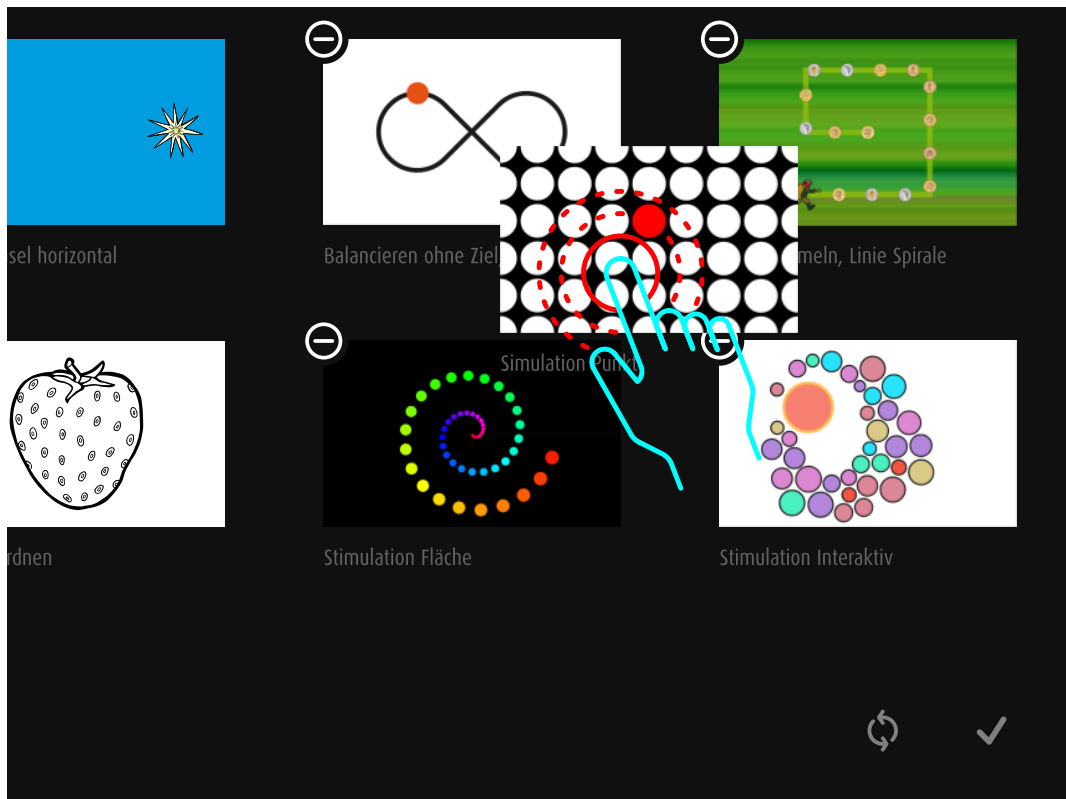 sel horizontal
Balancieren ohne Ziel
meln, Linie Spirale
Simulation Punkt
rdnen
Stimulation Fläche
Stimulation Interaktiv